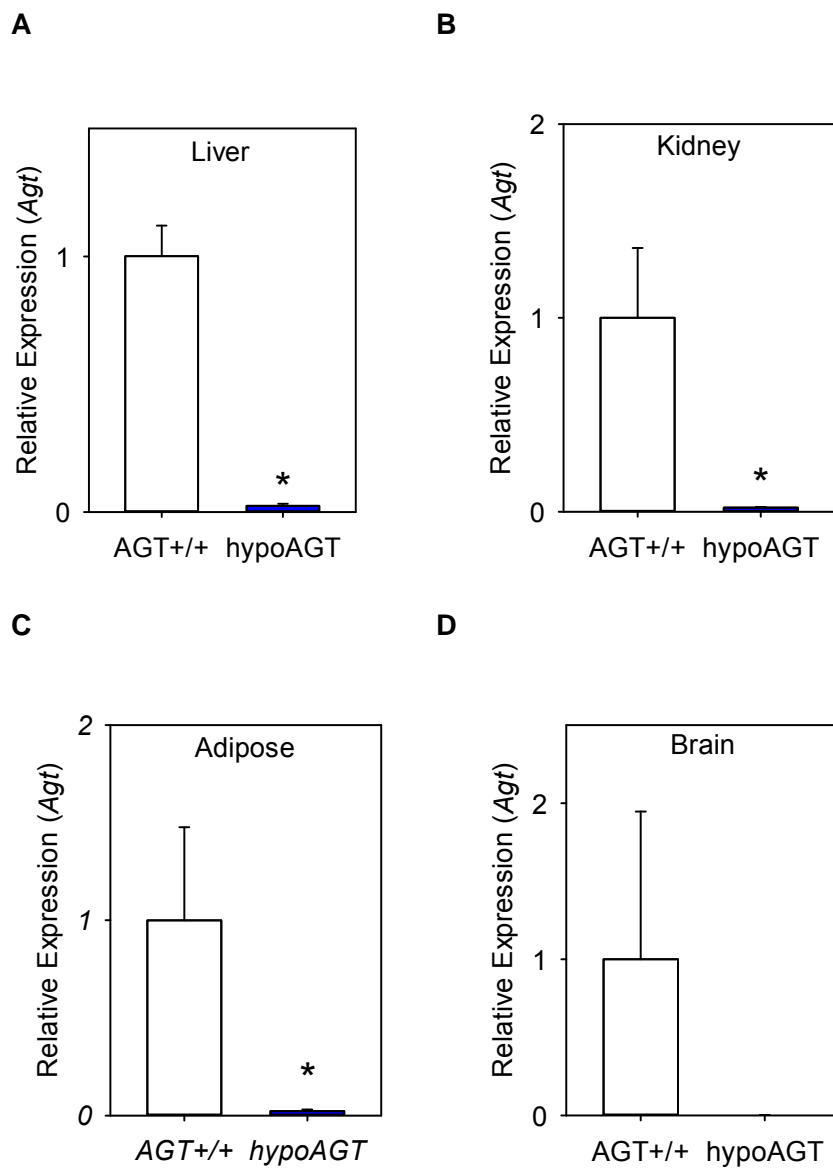 A
Liver
Relative Expression (Agt)
1
0
*
AGT+/+ hypoAGT
B
Kidney
Relative Expression (Agt)
2
1
0
*
AGT+/+ hypoAGT
C
Adipose
Relative Expression (Agt)
2
1
0
*
AGT+/+ hypoAGT
D
Brain
Relative Expression (Agt)
2
1
0
AGT+/+ hypoAGT